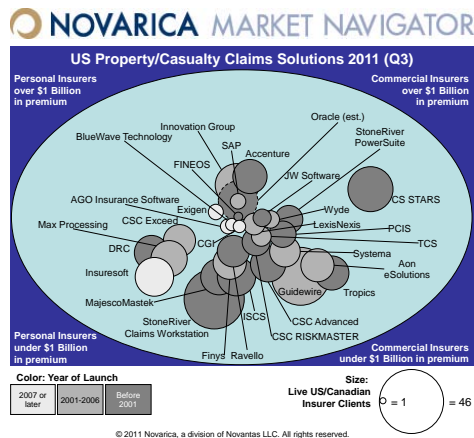 NOVARICA MARKET NAVIGATOR
US Property/Casualty Claims Solutions 2011 (Q3)
Personal Insurers
over $1 Billion
in premium
Commercial Insurers
over $1 Billion
in premium
Oracle (est.)
Innovation Group
StoneRiver
PowerSuite
BlueWave Technology
SAP
Accenture
FINEOS
JW Software
AGO Insurance Software
CS STARS
Exigen
Wyde
CSC Exceed
LexisNexis
PCIS
Max Processing
CGI
TCS
DRC
Systema
Aon
eSolutions
Insuresoft
Guidewire
Tropics
MajescoMastek
ISCS
CSC Advanced
StoneRiver
Claims Workstation
CSC RISKMASTER
Finys
Ravello
Personal Insurers
under $1 Billion
in premium
Commercial Insurers
under $1 Billion
in premium
Color: Year of Launch
2007 or
later
2001-2006
Before
2001
Size:
Live US/Canadian
Insurer Clients
= 1
= 46
© 2011 Novarica, a division of Novantas LLC. All rights reserved.